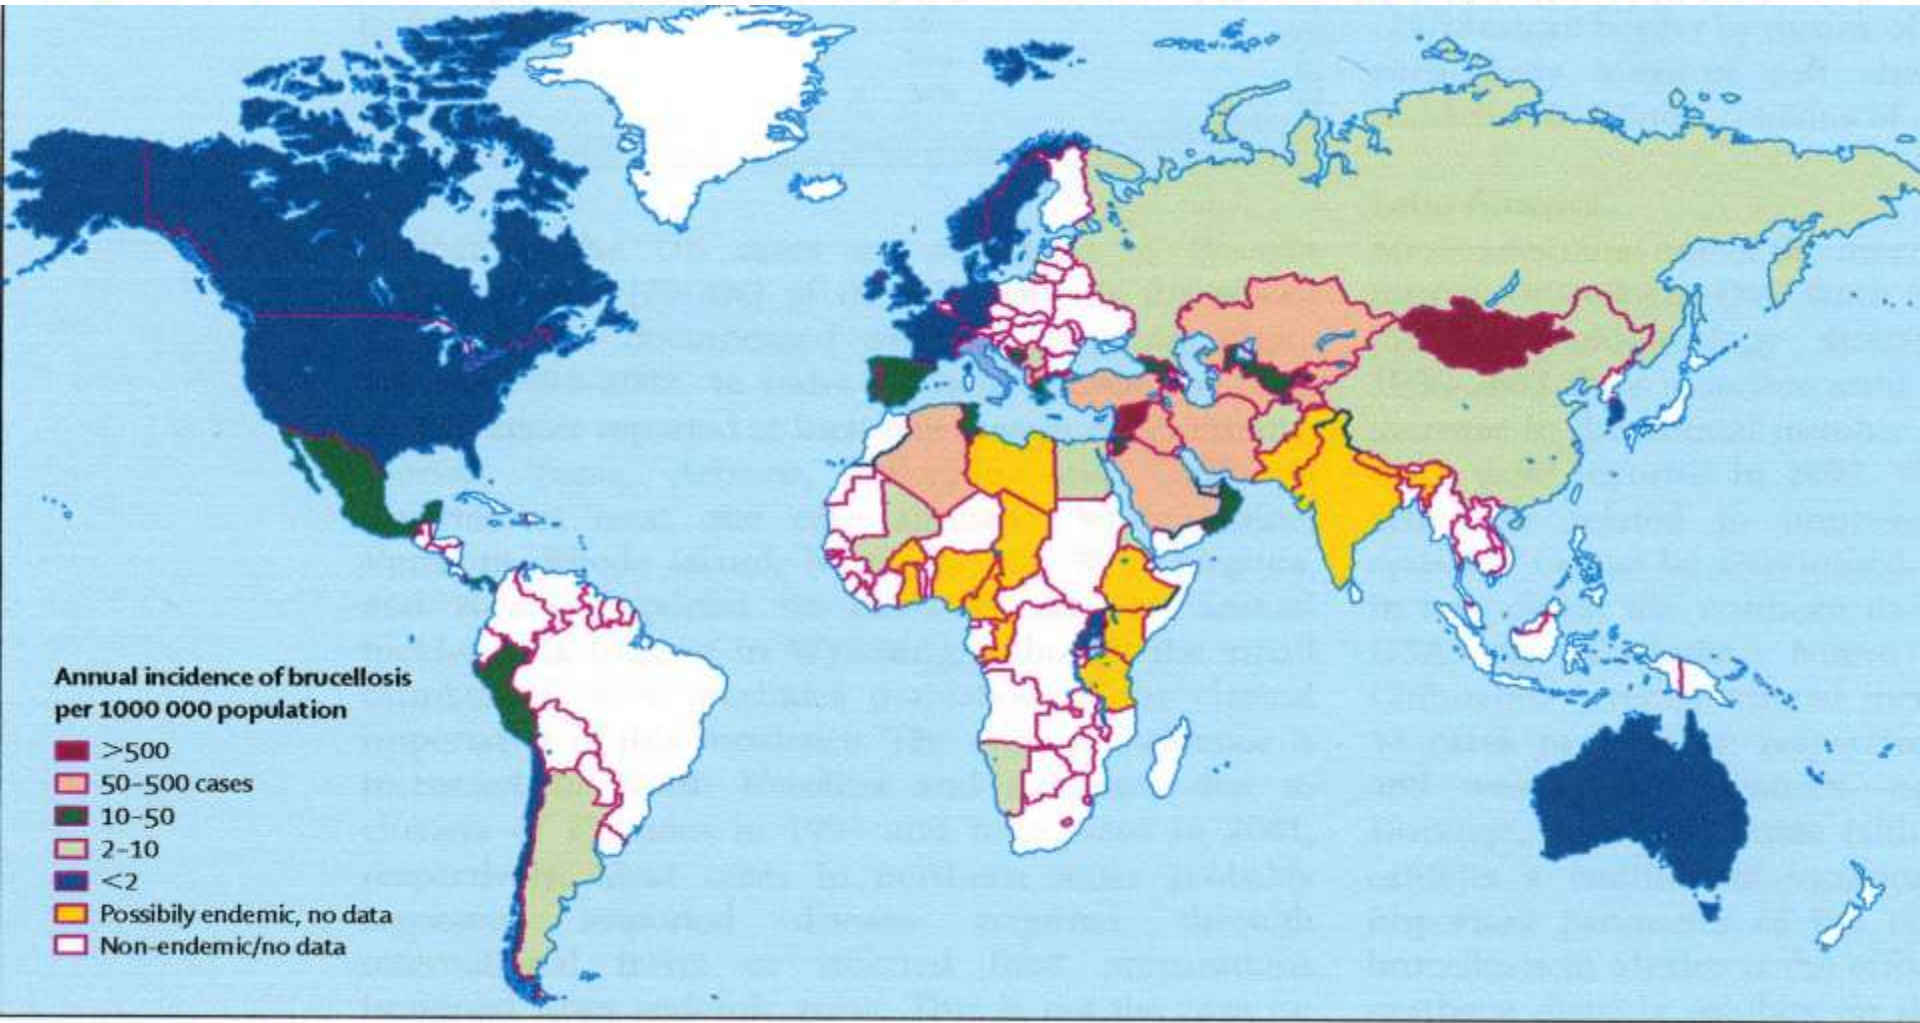 Annual incidence of brucellosis
per 1000 000 population
>500
50–500 cases
10–50
2–10
<2
Possibily endemic, no data
Non-endemic/no data